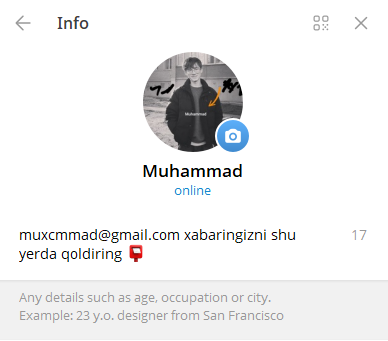 Info
Muhammad
Muhammad
online
muxcmmad@gmail.com xabaringizni shu
yerda qoldiring
17
Any details such as age, occupation or city.
Example: 23 y.o. designer from San Francisco